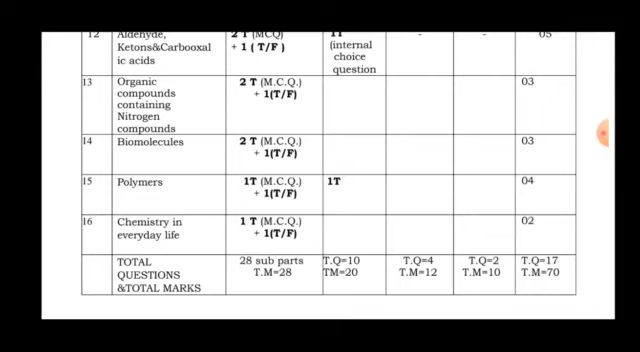 12 Aldehyde, 2 T (MCQ) 1T - - 05
Ketons&Carbooxal + 1 ( T/F ) (internal
ic acids choice
question
13 Organic 2 T (M.C.Q.) 03
compounds + 1(T/F)
containing
Nitrogen
compounds
14 Biomolecules 2 T (M.C.Q.) 03
+ 1(T/F)
15 Polymers 1T (M.C.Q.) 1T 04
+ 1(T/F)
16 Chemistry in 1 T (M.C.Q.) 02
everyday life + 1(T/F)
TOTAL 28 sub parts T.Q=10 T.Q=4 T.Q=2 T.Q=17
QUESTIONS T.M=28 TM=20 T.M=12 T.M=10 T.M=70
&TOTAL MARKS